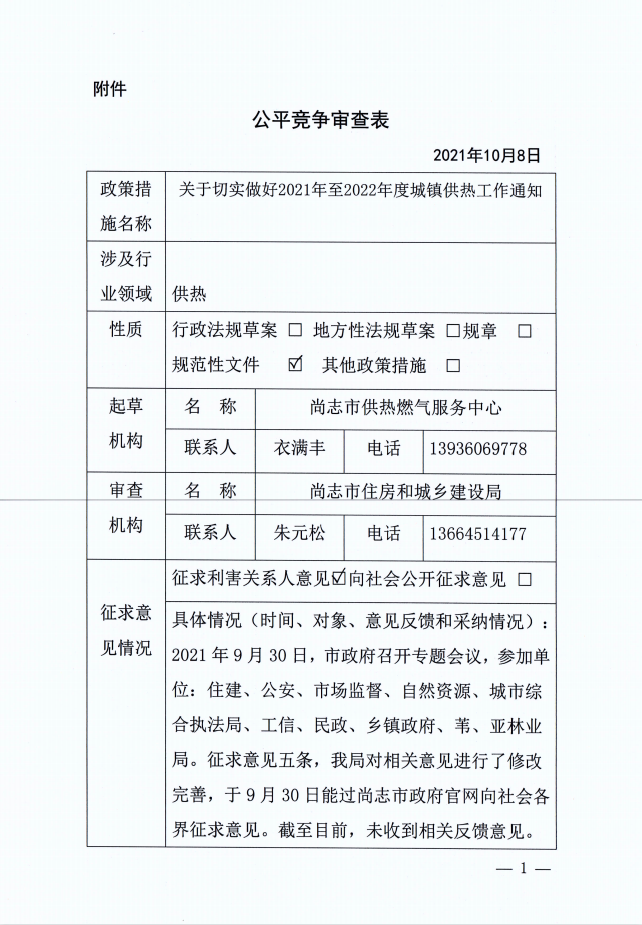 附件
公平竞争审查表
2021年10月8日
政策措
施名称
关于切实做好2021年至2022年度城镇供热工作通知
涉及行
业领域
供热
性质
行政法规草案 ☐ 地方性法规草案 ☐规章 ☐
规范性文件 ☑ 其他政策措施 ☐
起草
机构
名 称
尚志市供热燃气服务中心
联系人
衣满丰
电话
13936069778
审查
机构
名 称
尚志市住房和城乡建设局
联系人
朱元松
电话
13664514177
征求意
见情况
征求利害关系人意见☑向社会公开征求意见 ☐
具体情况（时间、对象、意见反馈和采纳情况）：
2021 年 9 月 30 日，市政府召开专题会议，参加单
位：住建、公安、市场监督、自然资源、城市综
合执法局、工信、民政、乡镇政府、苇、亚林业
局。征求意见五条，我局对相关意见进行了修改
完善，于 9 月 30 日能过尚志市政府官网向社会各
界征求意见。截至目前，未收到相关反馈意见。
— 1 —